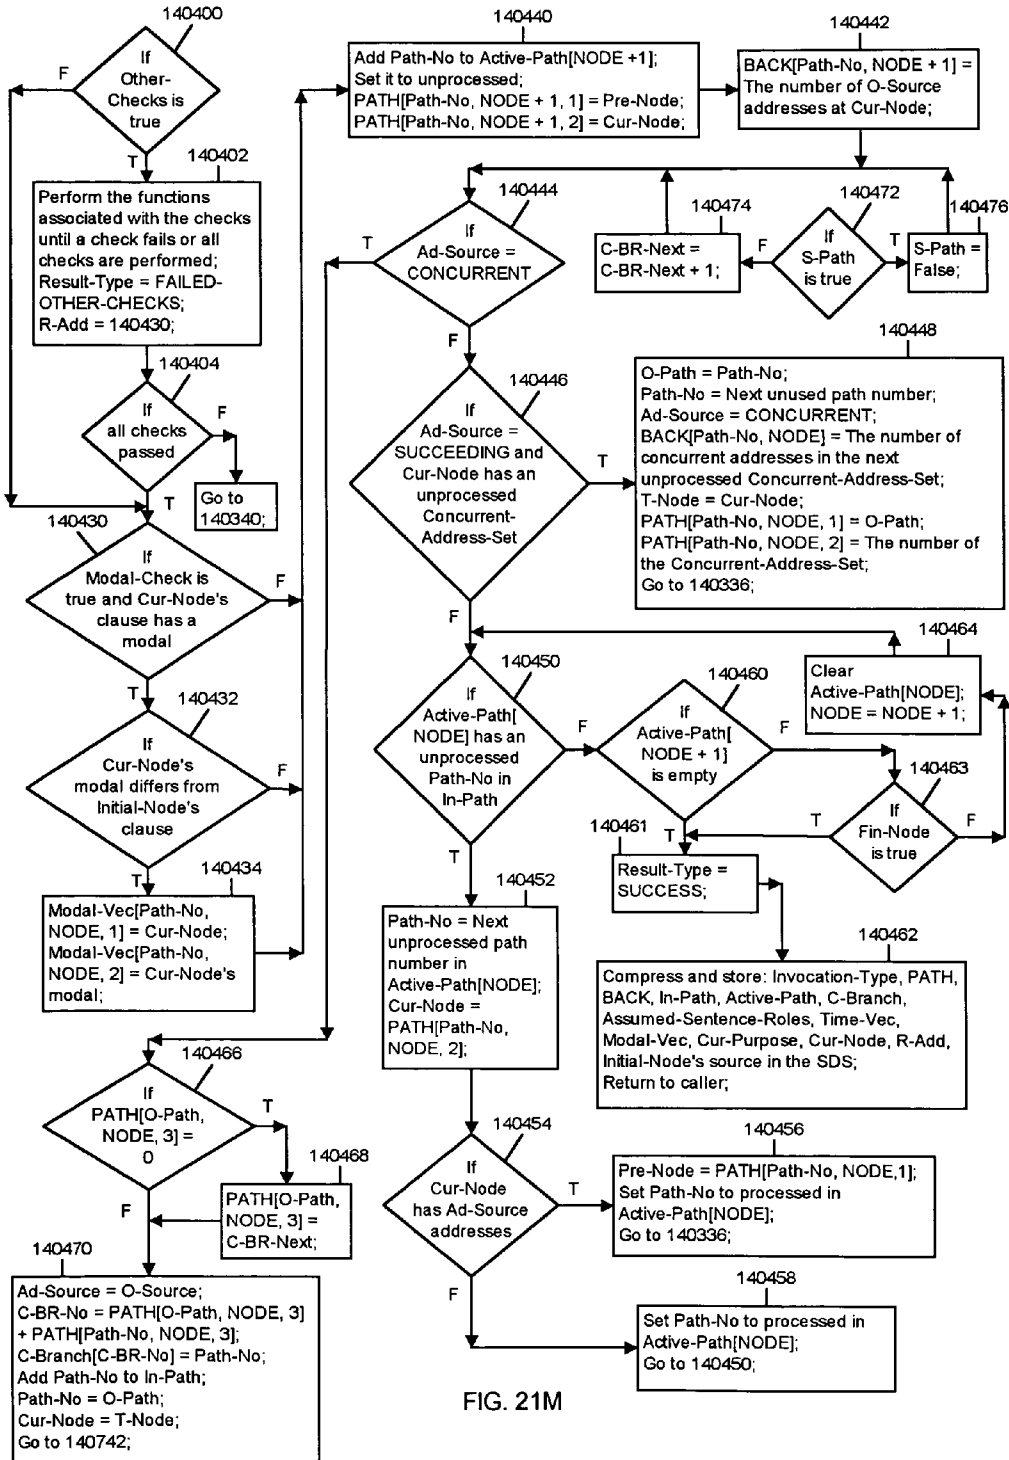 140400
If
Other-
Checks is
true
F
T
140402
Perform the functions
associated with the checks
until a check fails or all
checks are performed;
Result-Type = FAILED-
OTHER-CHECKS;
R-Add = 140430;
140404
If
all checks
passed
F
T
Go to
140340;
140430
If
Modal-Check is
true and Cur-Node's
clause has a
modal
F
T
140432
If
Cur-Node's
modal differs from
Initial-Node's
clause
F
T
140434
Modal-Vec[Path-No,
NODE, 1] = Cur-Node;
Modal-Vec[Path-No,
NODE, 2] = Cur-Node's
modal;
140440
Add Path-No to Active-Path[NODE +1];
Set it to unprocessed;
PATH[Path-No, NODE + 1, 1] = Pre-Node;
PATH[Path-No, NODE + 1, 2] = Cur-Node;
140442
BACK[Path-No, NODE + 1] =
The number of O-Source
addresses at Cur-Node;
140444
If
Ad-Source =
CONCURRENT
T
F
140474
C-BR-Next =
C-BR-Next + 1;
140472
If
S-Path
is true
F
T
140476
S-Path =
False;
140446
If
Ad-Source =
SUCCEEDING and
Cur-Node has an
unprocessed
Concurrent-
Address-Set
T
F
140448
O-Path = Path-No;
Path-No = Next unused path number;
Ad-Source = CONCURRENT;
BACK[Path-No, NODE] = The number of
concurrent addresses in the next
unprocessed Concurrent-Address-Set;
T-Node = Cur-Node;
PATH[Path-No, NODE, 1] = O-Path;
PATH[Path-No, NODE, 2] = The number of
the Concurrent-Address-Set;
Go to 140336;
140450
If
Active-Path[
NODE] has an
unprocessed
Path-No in
In-Path
F
T
140460
If
Active-Path[
NODE + 1]
is empty
F
T
140464
Clear
Active-Path[NODE];
NODE = NODE + 1;
140463
If
Fin-Node
is true
T
F
140461
Result-Type =
SUCCESS;
140462
Compress and store: Invocation-Type, PATH,
BACK, In-Path, Active-Path, C-Branch,
Assumed-Sentence-Roles, Time-Vec,
Modal-Vec, Cur-Purpose, Cur-Node, R-Add,
Initial-Node's source in the SDS;
Return to caller;
140452
Path-No = Next
unprocessed path
number in
Active-Path[NODE];
Cur-Node =
PATH[Path-No,
NODE, 2];
140454
If
Cur-Node
has Ad-Source
addresses
T
F
140456
Pre-Node = PATH[Path-No, NODE,1];
Set Path-No to processed in
Active-Path[NODE];
Go to 140336;
140458
Set Path-No to processed in
Active-Path[NODE];
Go to 140450;
140466
If
PATH[O-Path,
NODE, 3] =
0
T
F
140468
PATH[O-Path,
NODE, 3] =
C-BR-Next;
140470
Ad-Source = O-Source;
C-BR-No = PATH[O-Path, NODE, 3]
+ PATH[Path-No, NODE, 3];
C-Branch[C-BR-No] = Path-No;
Add Path-No to In-Path;
Path-No = O-Path;
Cur-Node = T-Node;
Go to 140742;
FIG. 21M